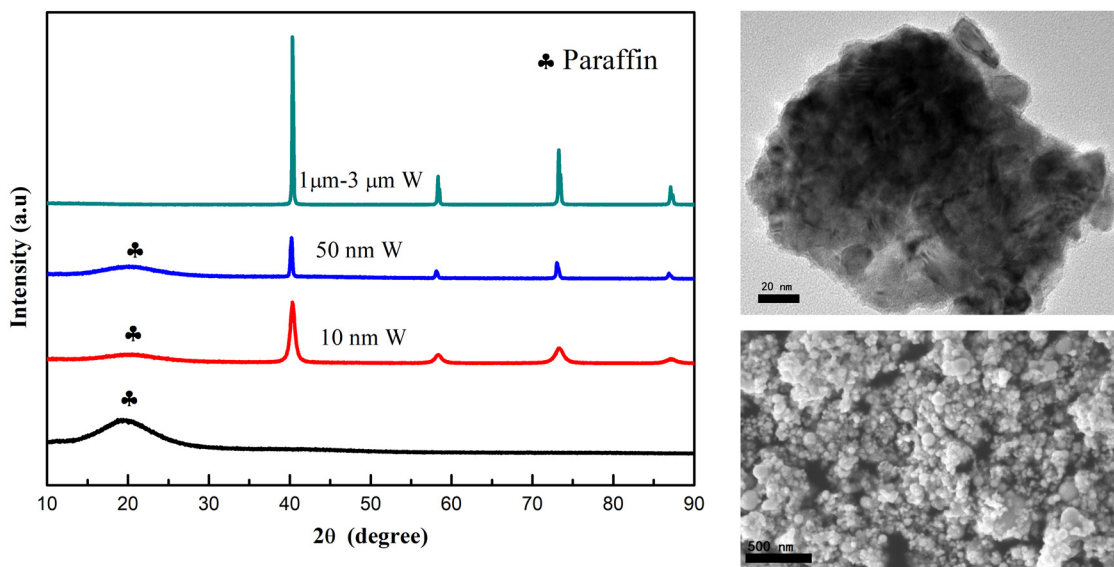 ♣ Paraffin
1μm-3 μm W
♣
50 nm W
♣
10 nm W
♣
Intensity (a.u)
10 20 30 40 50 60 70 80 90
2θ (degree)
20 nm
500 nm